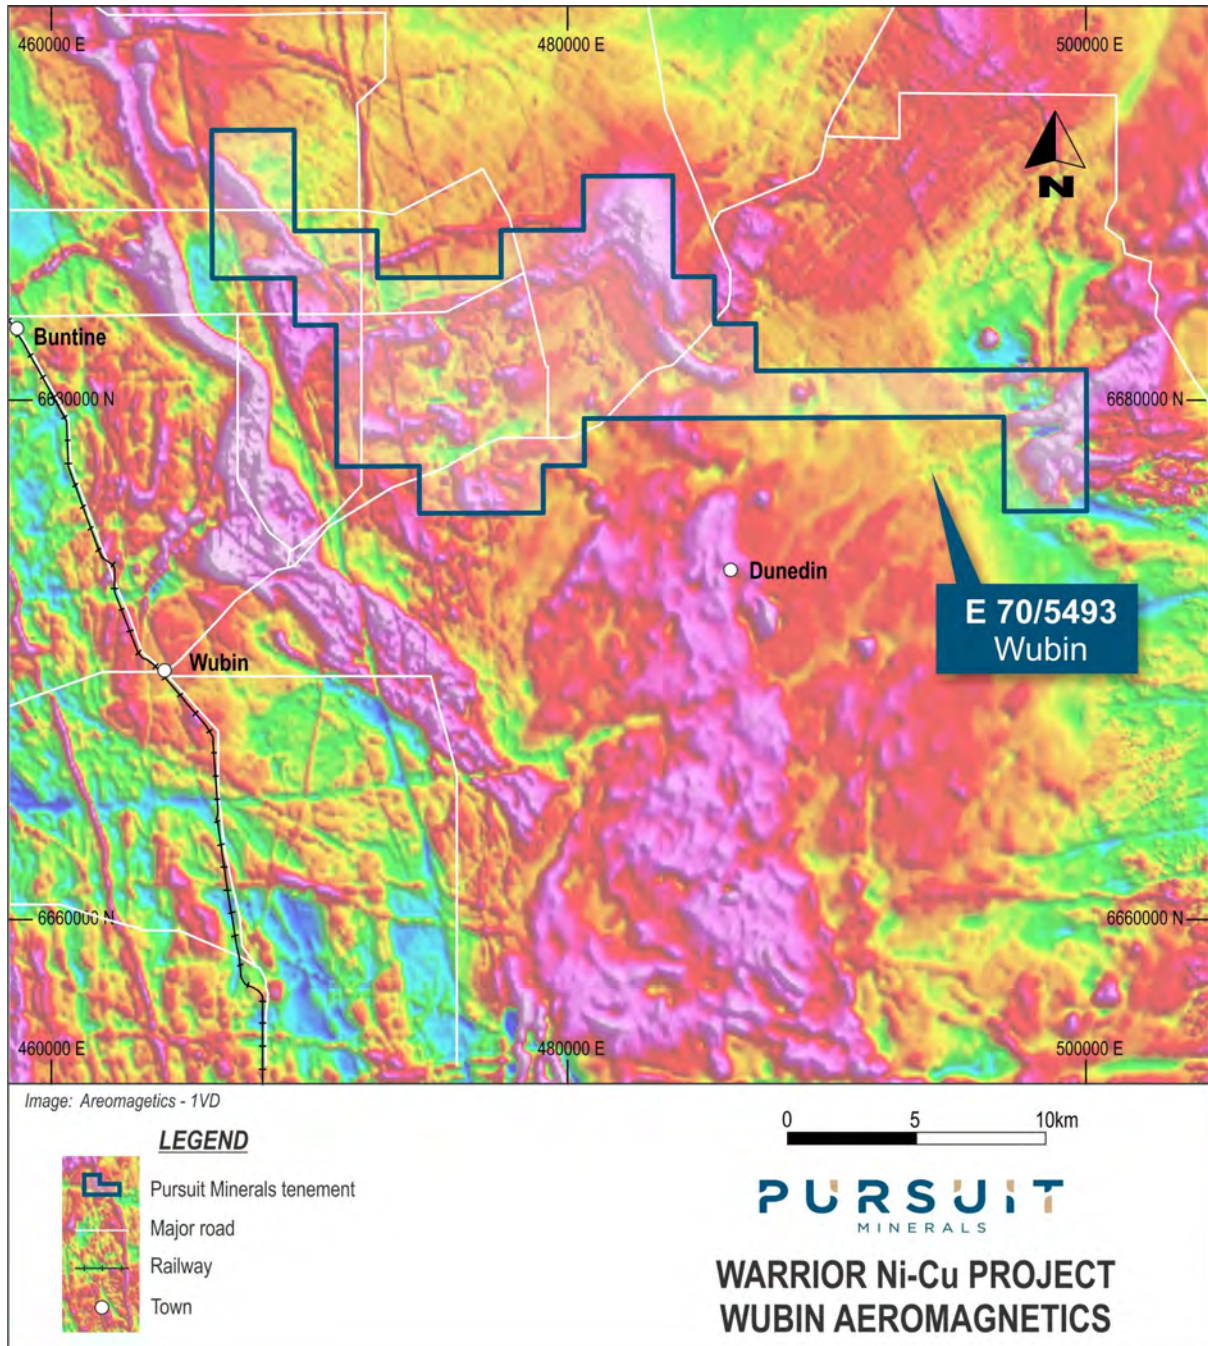 460000 E
480000 E
500000 E
N
Buntine
6680000 N
6680000 N
Dunedin
E 70/5493
Wubin
Wubin
6660000 N
6660000 N
460000 E
480000 E
500000 E
Image: Areomagetics - 1VD
LEGEND
Pursuit Minerals tenement
Major road
Railway
Town
0 5 10km
PURSUIT
MINERALS
WARRIOR Ni-Cu PROJECT
WUBIN AEROMAGNETICS